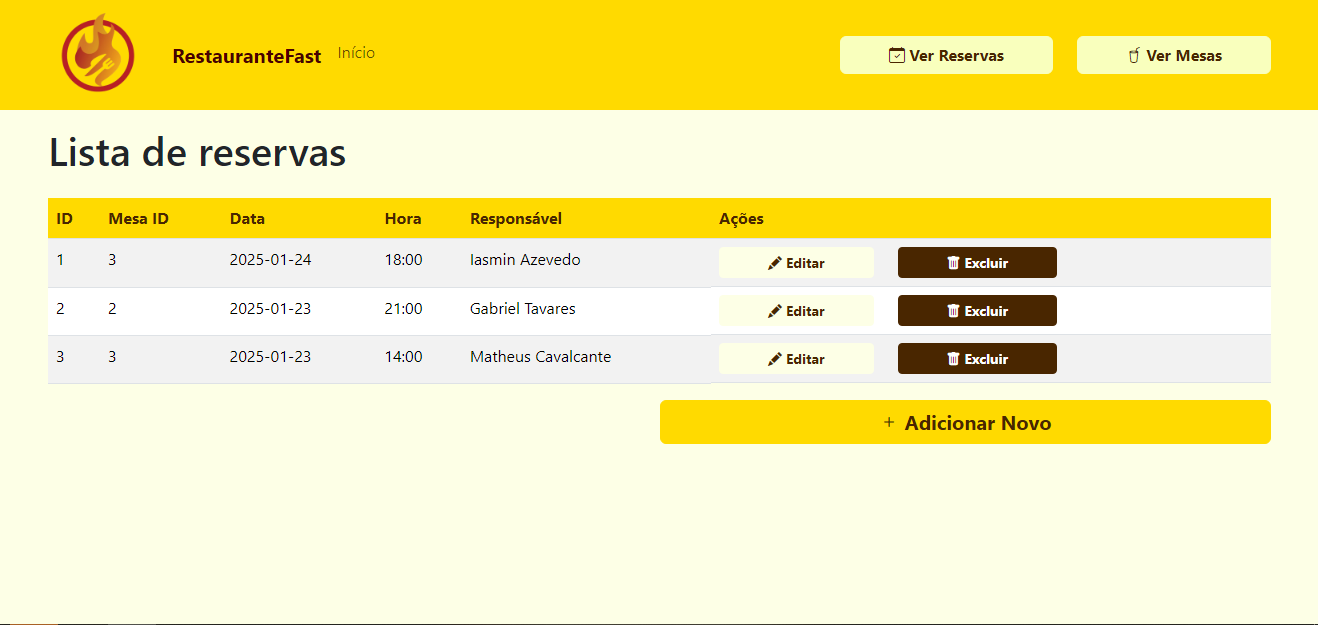 RestauranteFast Início Ver Reservas Ver Mesas
Lista de reservas
ID Mesa ID Data Hora Responsável Ações
1 3 2025-01-24 18:00 Iasmin Azevedo Editar Excluir
2 2 2025-01-23 21:00 Gabriel Tavares Editar Excluir
3 3 2025-01-23 14:00 Matheus Cavalcante Editar Excluir
+ Adicionar Novo